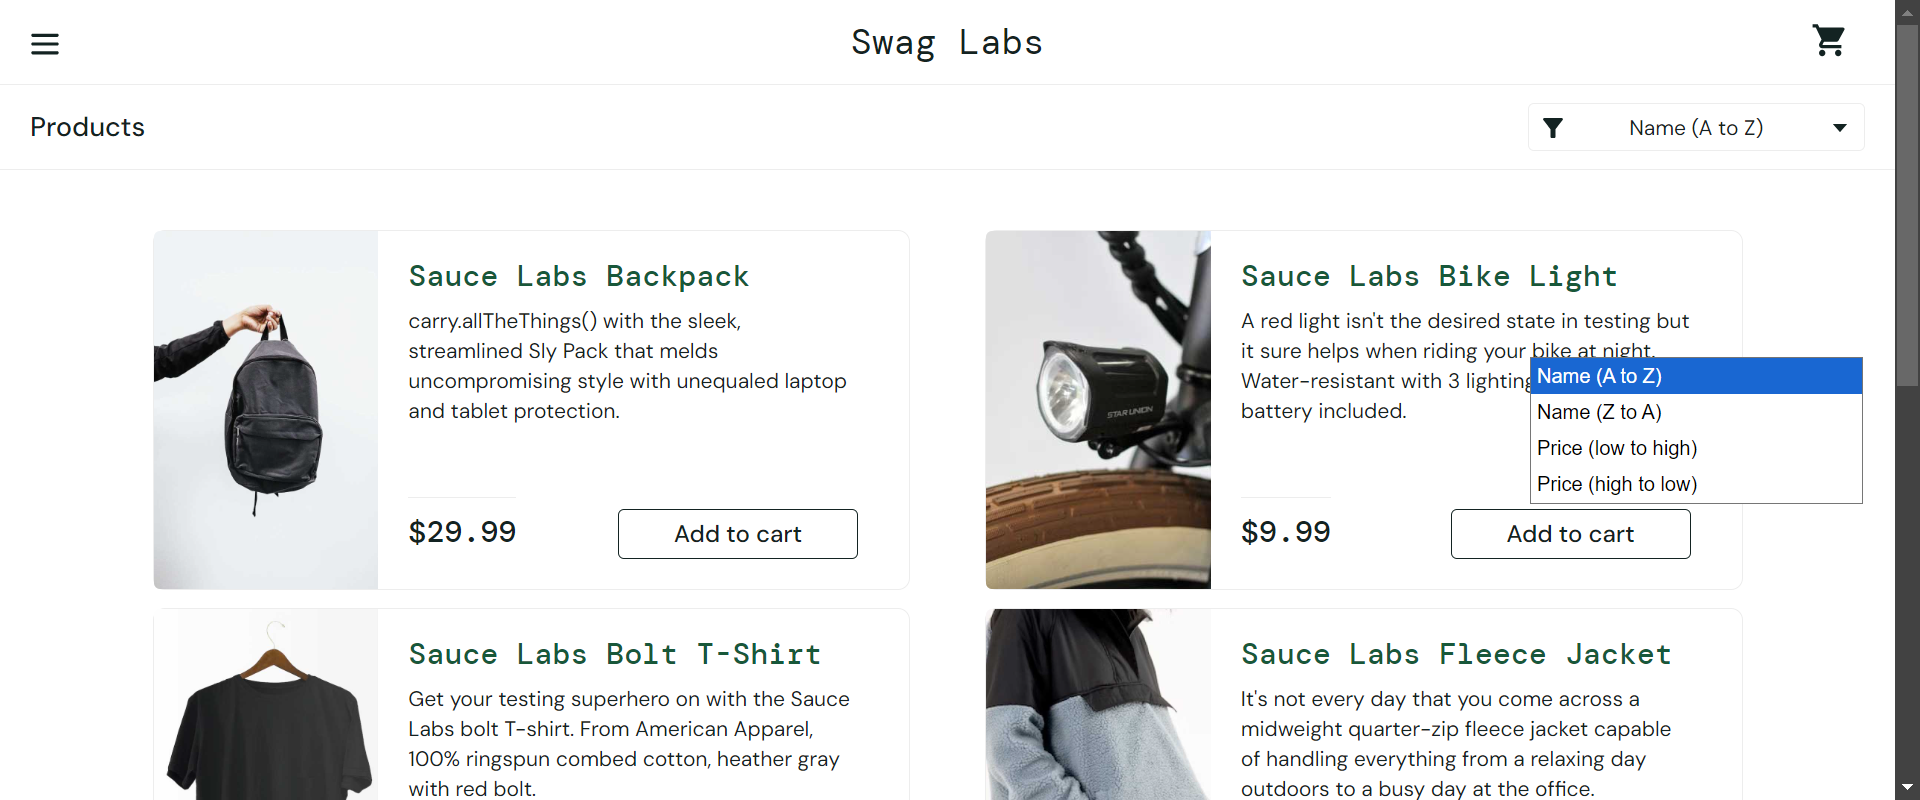 Swag Labs
Products
Name (A to Z)
Sauce Labs Backpack
carry.allTheThings() with the sleek,
streamlined Sly Pack that melds
uncompromising style with unequaled laptop
and tablet protection.
$29.99
Add to cart
Sauce Labs Bike Light
A red light isn't the desired state in testing but
it sure helps when riding your bike at night.
Water-resistant with 3 lighting
battery included.
STAR UNION
Name (A to Z)
Name (Z to A)
Price (low to high)
Price (high to low)
$9.99
Add to cart
Sauce Labs Bolt T-Shirt
Get your testing superhero on with the Sauce
Labs bolt T-shirt. From American Apparel,
100% ringspun combed cotton, heather gray
with red bolt.
Sauce Labs Fleece Jacket
It's not every day that you come across a
midweight quarter-zip fleece jacket capable
of handling everything from a relaxing day
outdoors to a busy day at the office.